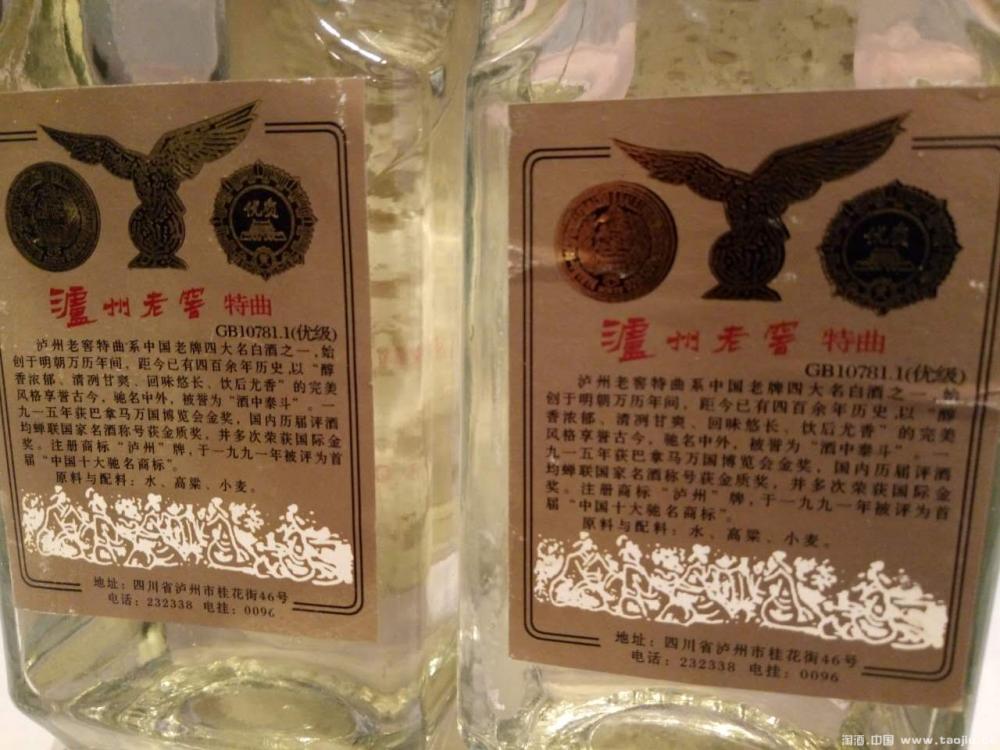 优质
泸州老窖 特曲
GB10781.1(优级)
泸州老窖特曲系中国老牌四大名白酒之一,始
创于明朝万历年间,距今已有四百余年历史,以“醇
香浓郁、清冽甘爽、回味悠长、饮后尤香”的完美
风格享誉古今,驰名中外,被誉为“酒中泰斗”。一
九一五年获巴拿马万国博览会金奖,国内历届评酒
均蝉联国家名酒称号获金质奖,并多次荣获国际金
奖。注册商标“泸州”牌,于一九九一年被评为首
届“中国十大驰名商标”。
原料与配料:水、高粱、小麦。
地址:四川省泸州市桂花街46号
电话:232338 电挂:0096
优质
泸州老窖 特曲
GB10781.1(优级)
泸州老窖特曲系中国老牌四大名白酒之一,始
创于明朝万历年间,距今已有四百余年历史,以“醇
香浓郁、清冽甘爽、回味悠长、饮后尤香”的完美
风格享誉古今,驰名中外,被誉为“酒中泰斗”。一
九一五年获巴拿马万国博览会金奖,国内历届评酒
均蝉联国家名酒称号获金质奖,并多次荣获国际金
奖。注册商标“泸州”牌,于一九九一年被评为首
届“中国十大驰名商标”。
原料与配料:水、高粱、小麦。
地址:四川省泸州市桂花街46号
电话:232338 电挂:0096
淘酒.中国